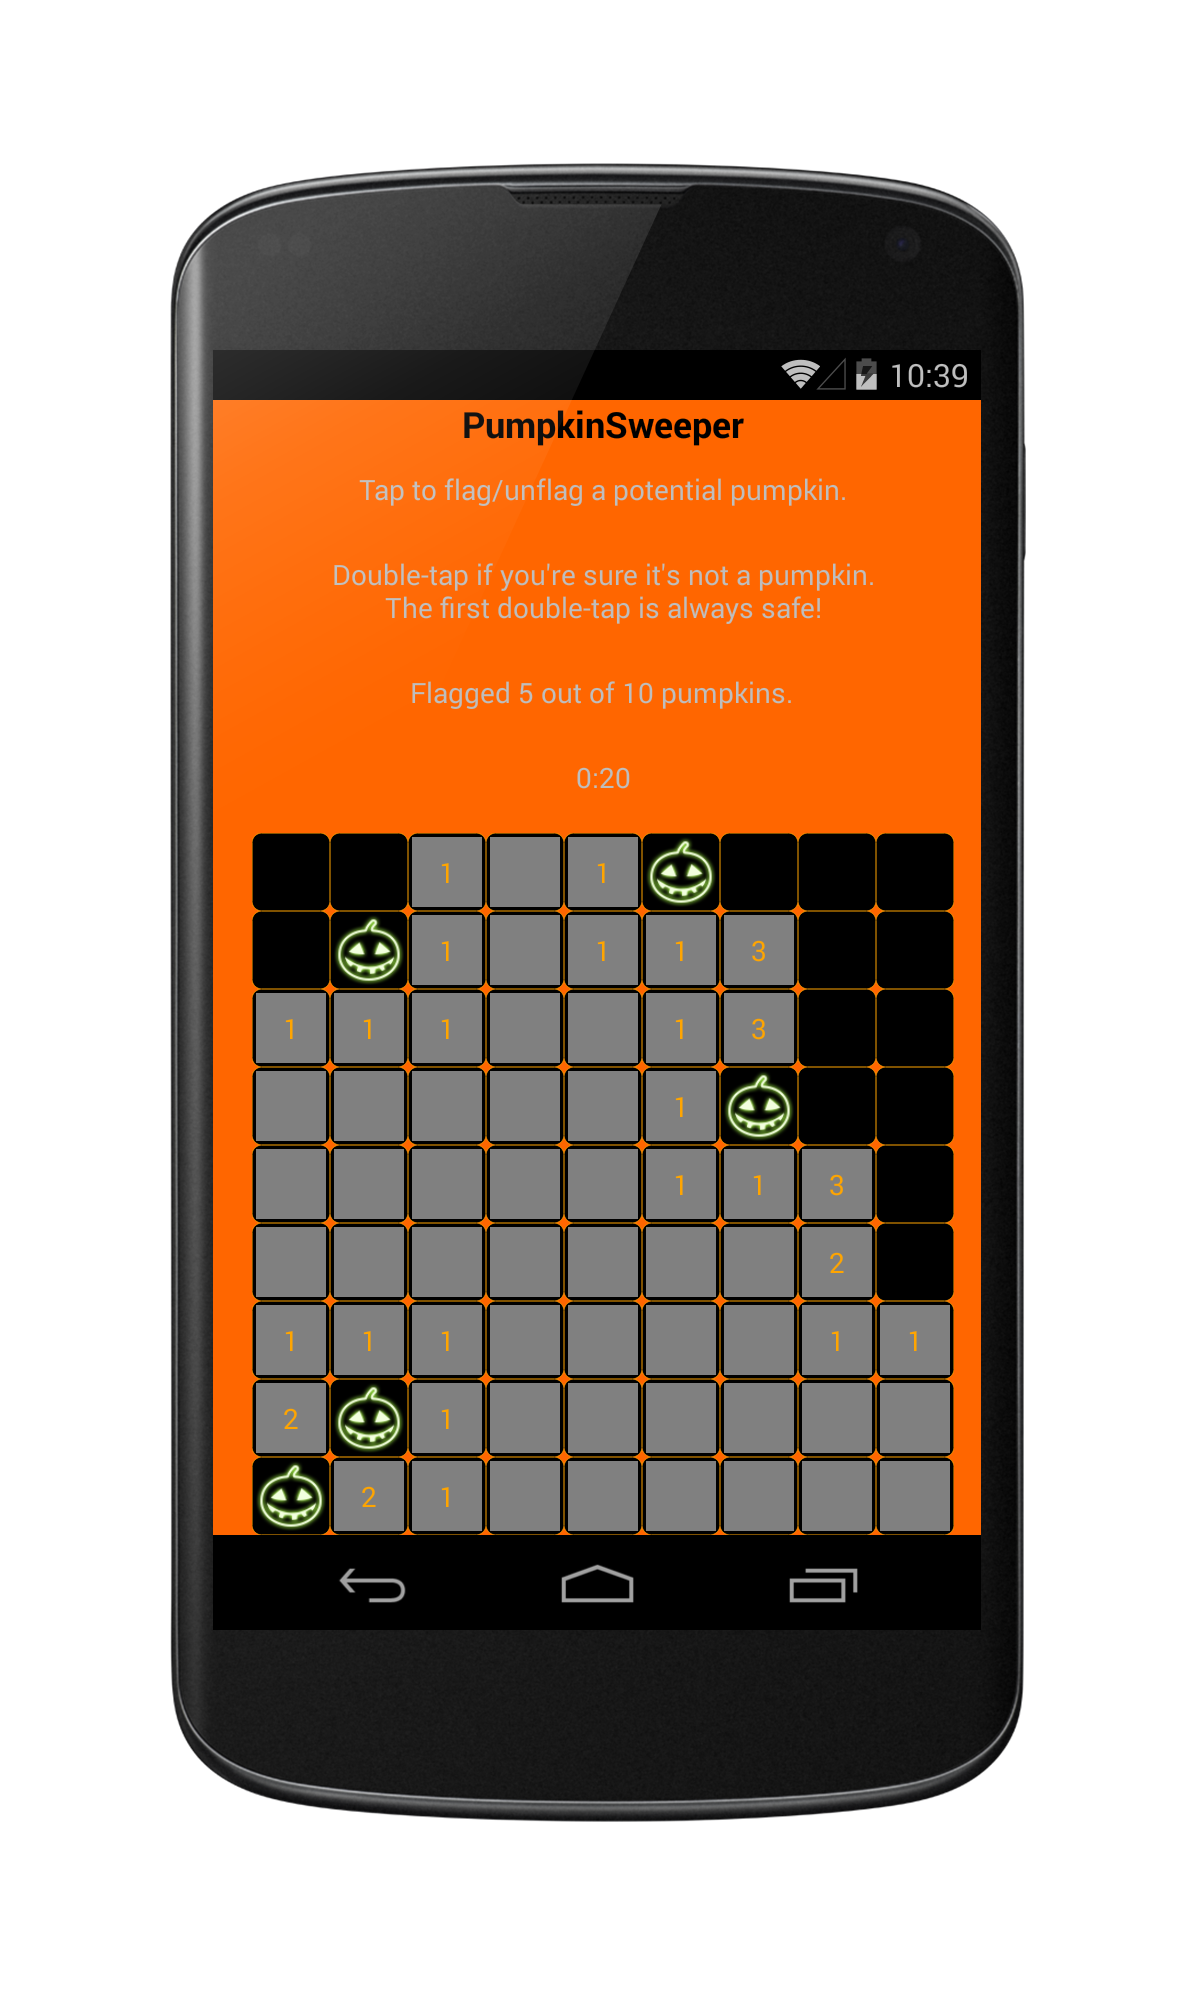 10:39
PumpkinSweeper
Tap to flag/unflag a potential pumpkin.
Double-tap if you're sure it's not a pumpkin.
The first double-tap is always safe!
Flagged 5 out of 10 pumpkins.
0:20
1 1
1 1 1 3
1 1 1 1 3
1
1 1 3
2
1 1 1 1 1
2 1
2 1